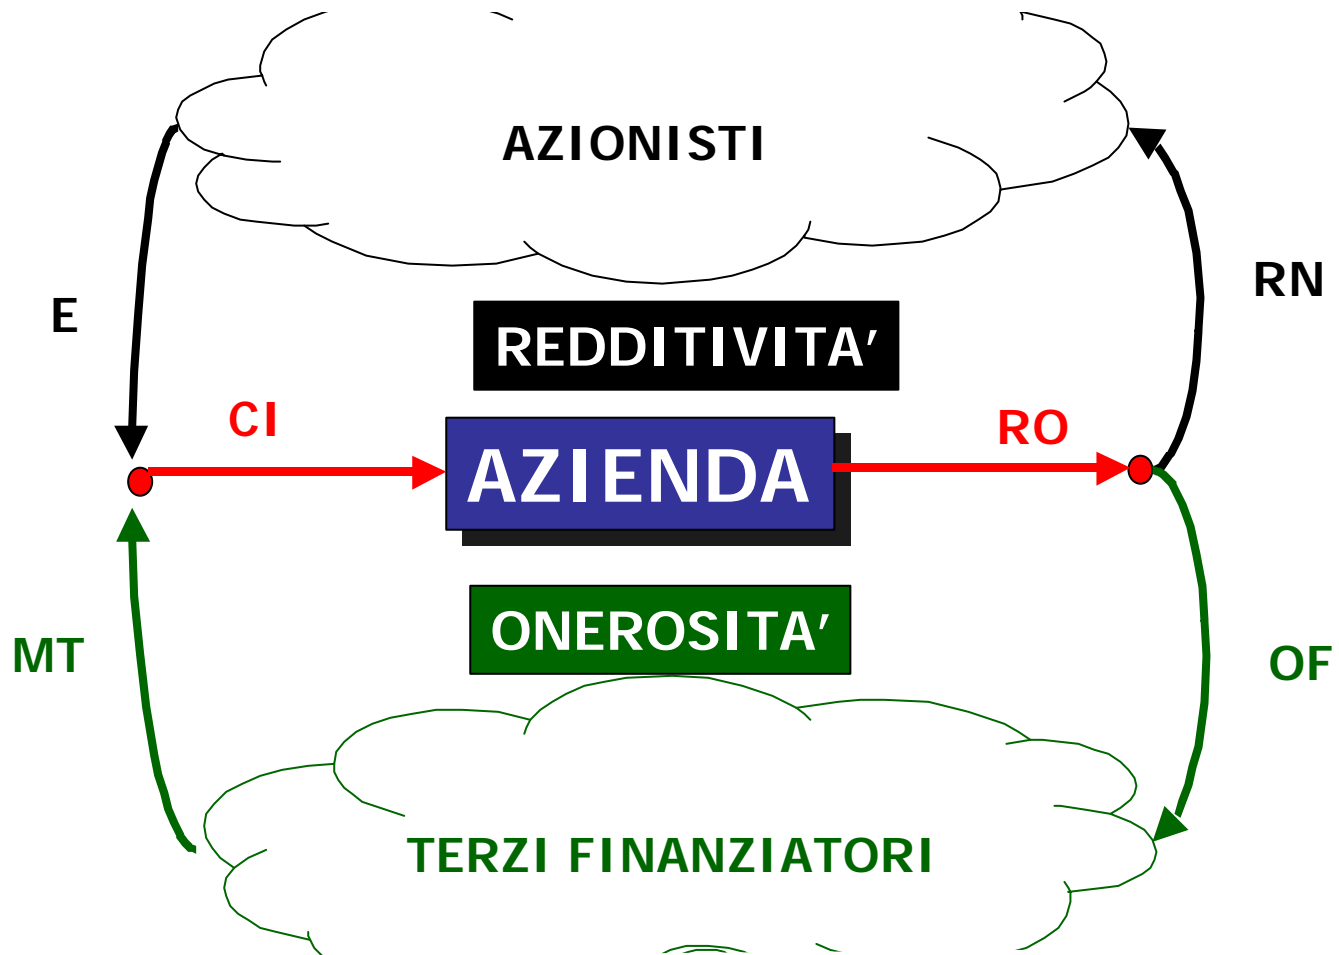 AZIONISTI
E
RN
REDDITIVITA’
CI
RO
AZIENDA
ONEROSITA’
MT
OF
TERZI FINANZIATORI